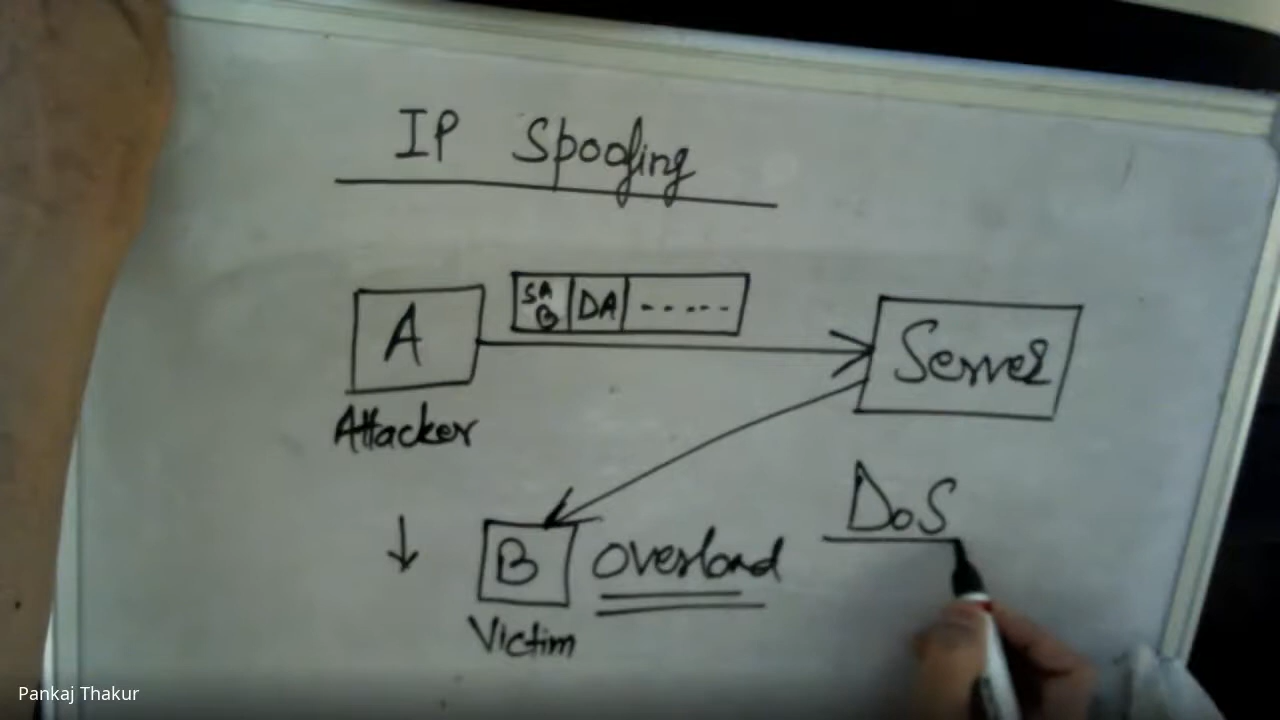 IP Spoofing
SA
B
DA
-----
A
Server
Attacker
DoS
B
Overload
Victim
Pankaj Thakur